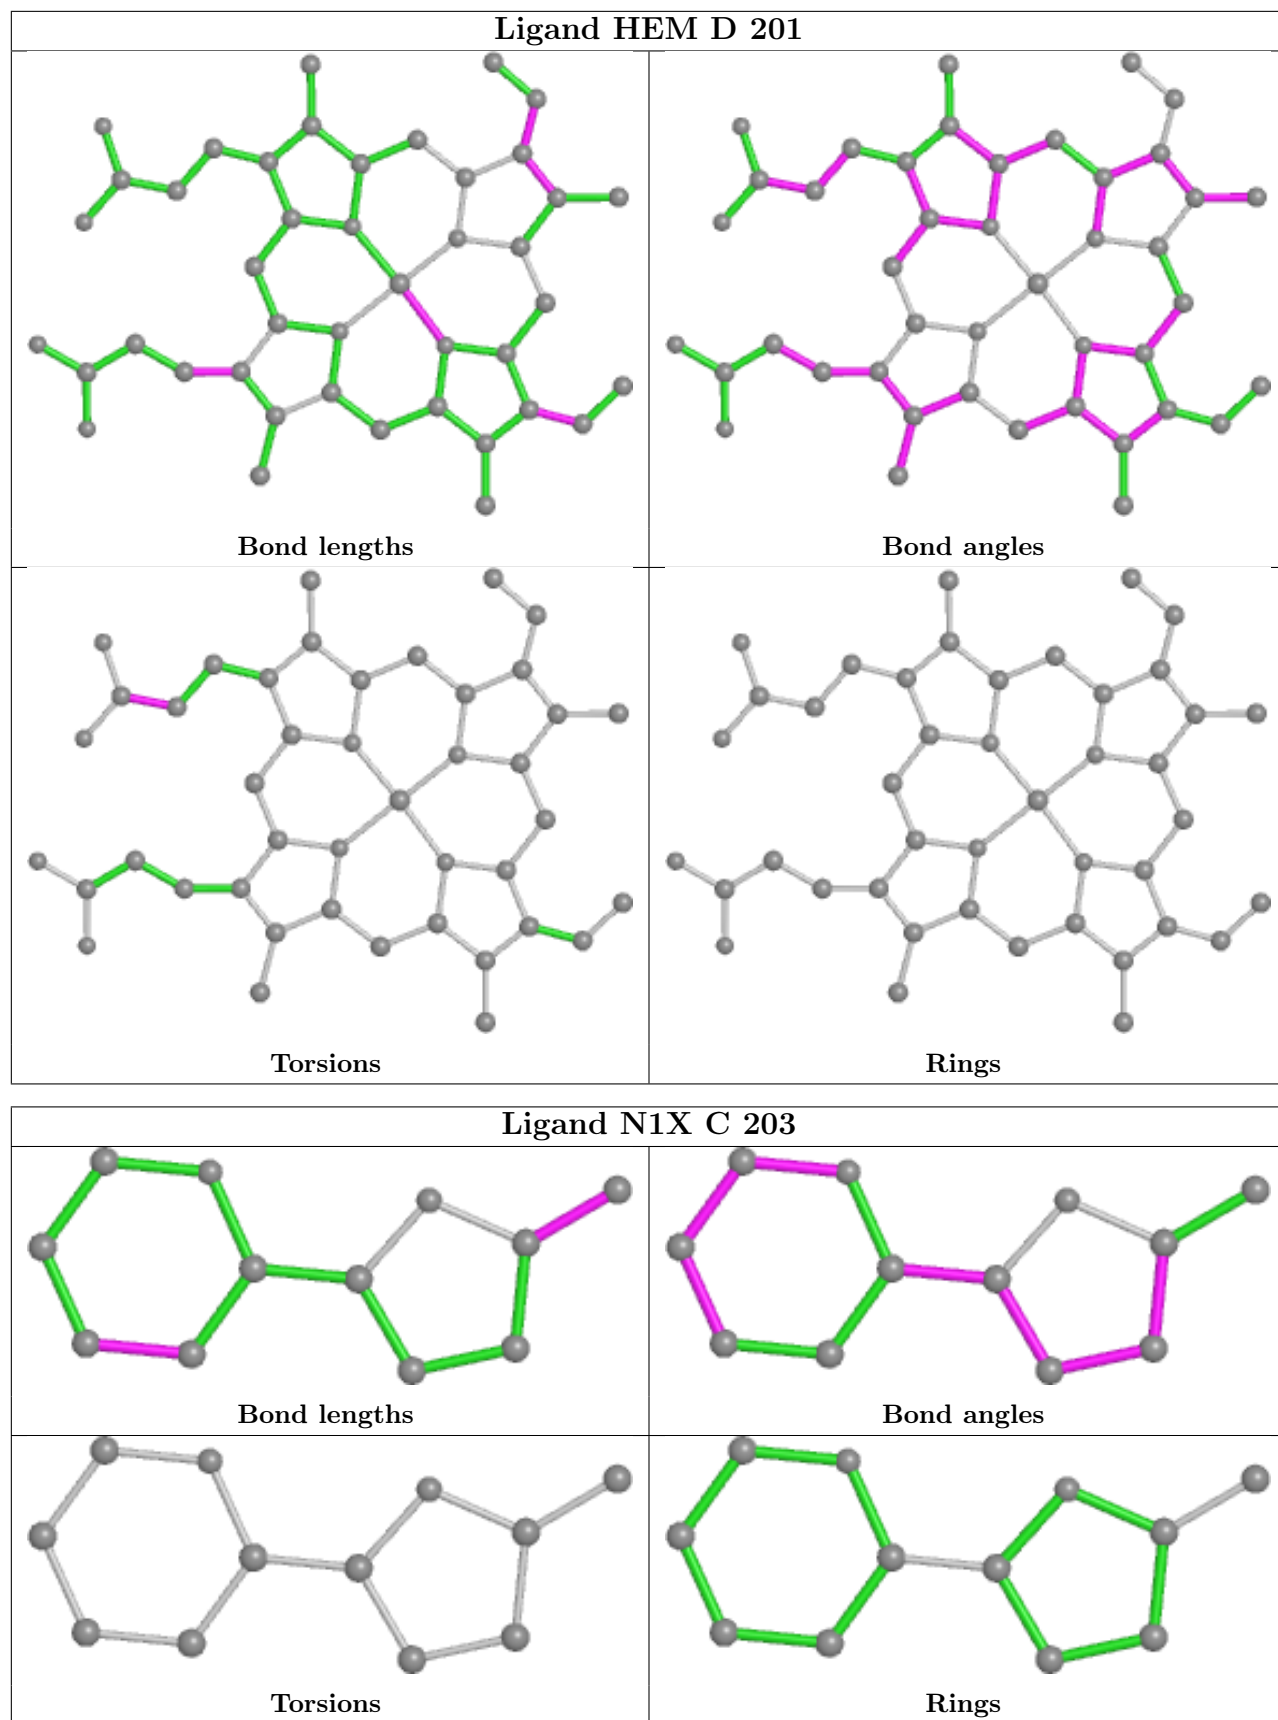 Ligand HEM D 201
Bond lengths
Bond angles
Torsions
Rings
Ligand N1X C 203
Bond lengths
Bond angles
Torsions
Rings